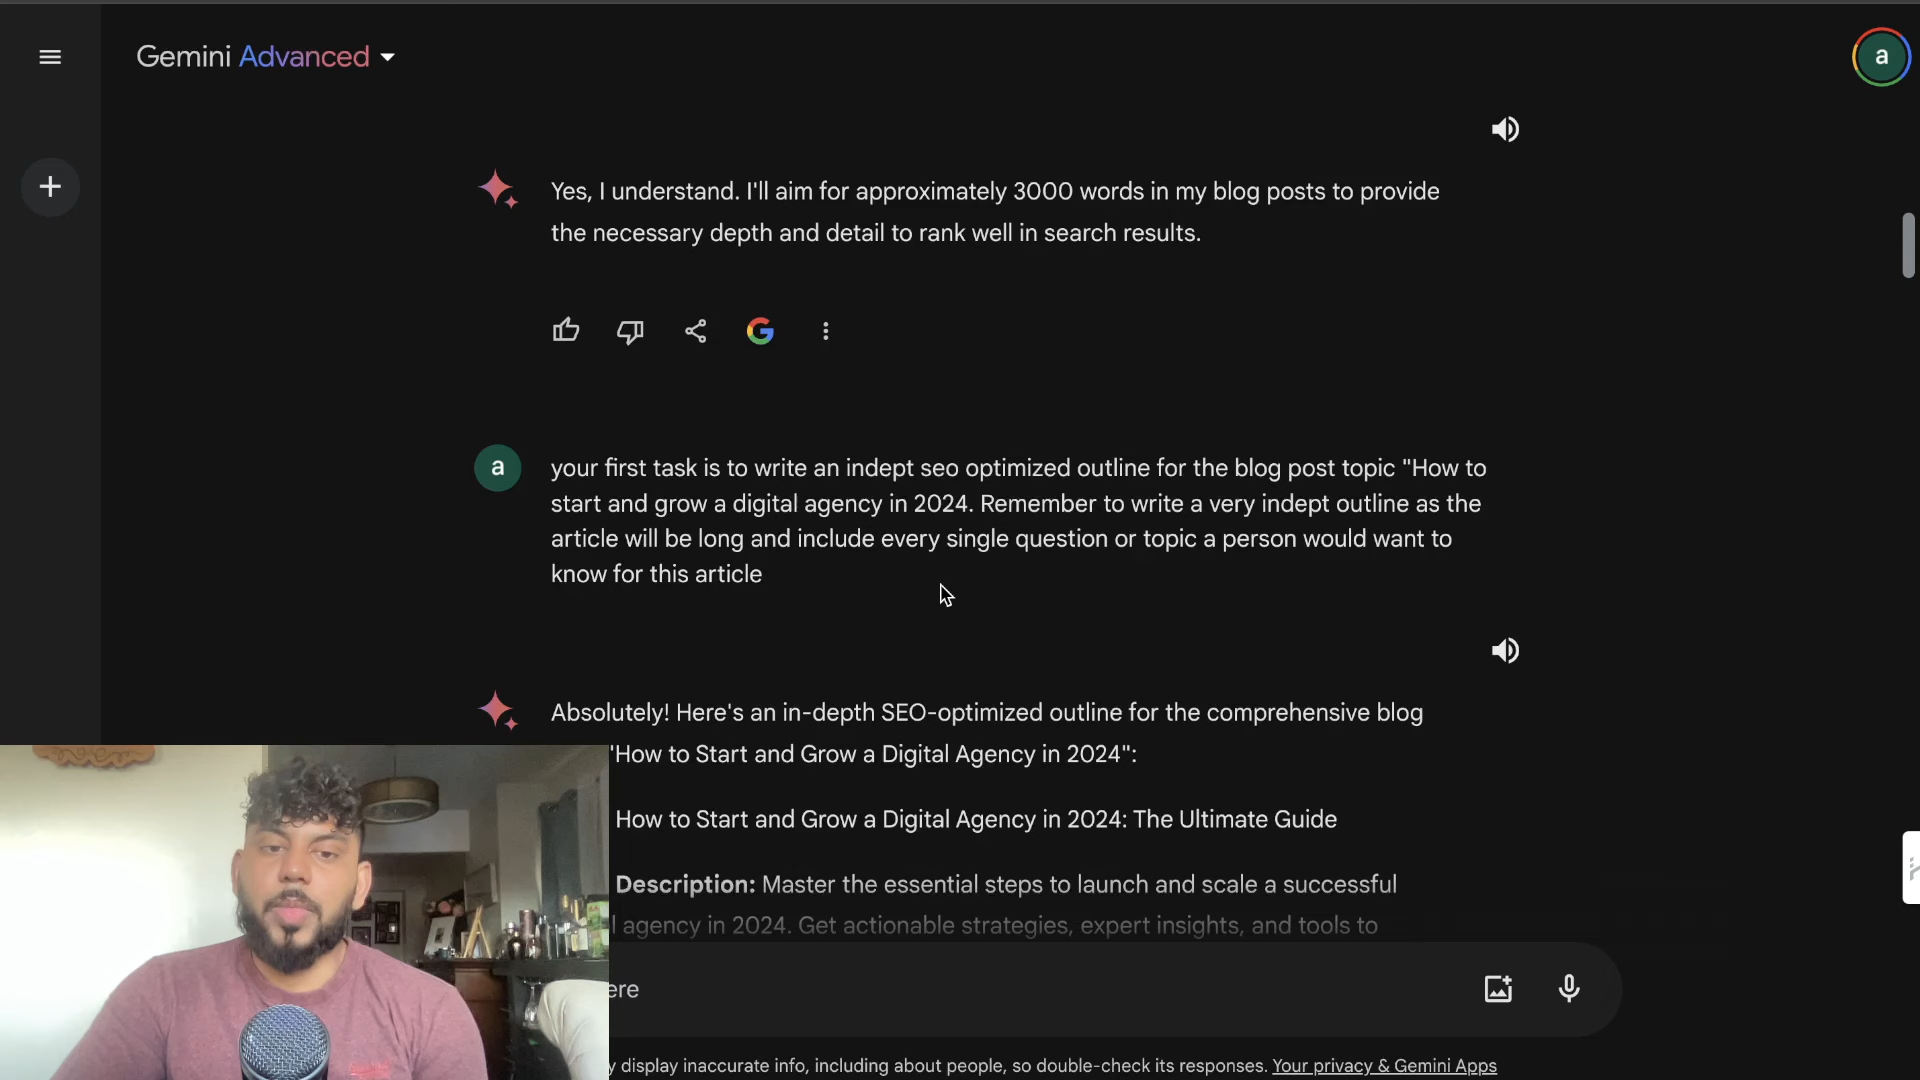 Gemini Advanced
a
Yes, I understand. I'll aim for approximately 3000 words in my blog posts to provide
the necessary depth and detail to rank well in search results.
a
your first task is to write an indept seo optimized outline for the blog post topic "How to
start and grow a digital agency in 2024. Remember to write a very indept outline as the
article will be long and include every single question or topic a person would want to
know for this article
Absolutely! Here's an in-depth SEO-optimized outline for the comprehensive blog
"How to Start and Grow a Digital Agency in 2024":
How to Start and Grow a Digital Agency in 2024: The Ultimate Guide
Description: Master the essential steps to launch and scale a successful
agency in 2024. Get actionable strategies, expert insights, and tools to
display inaccurate info, including about people, so double-check its responses. Your privacy & Gemini Apps